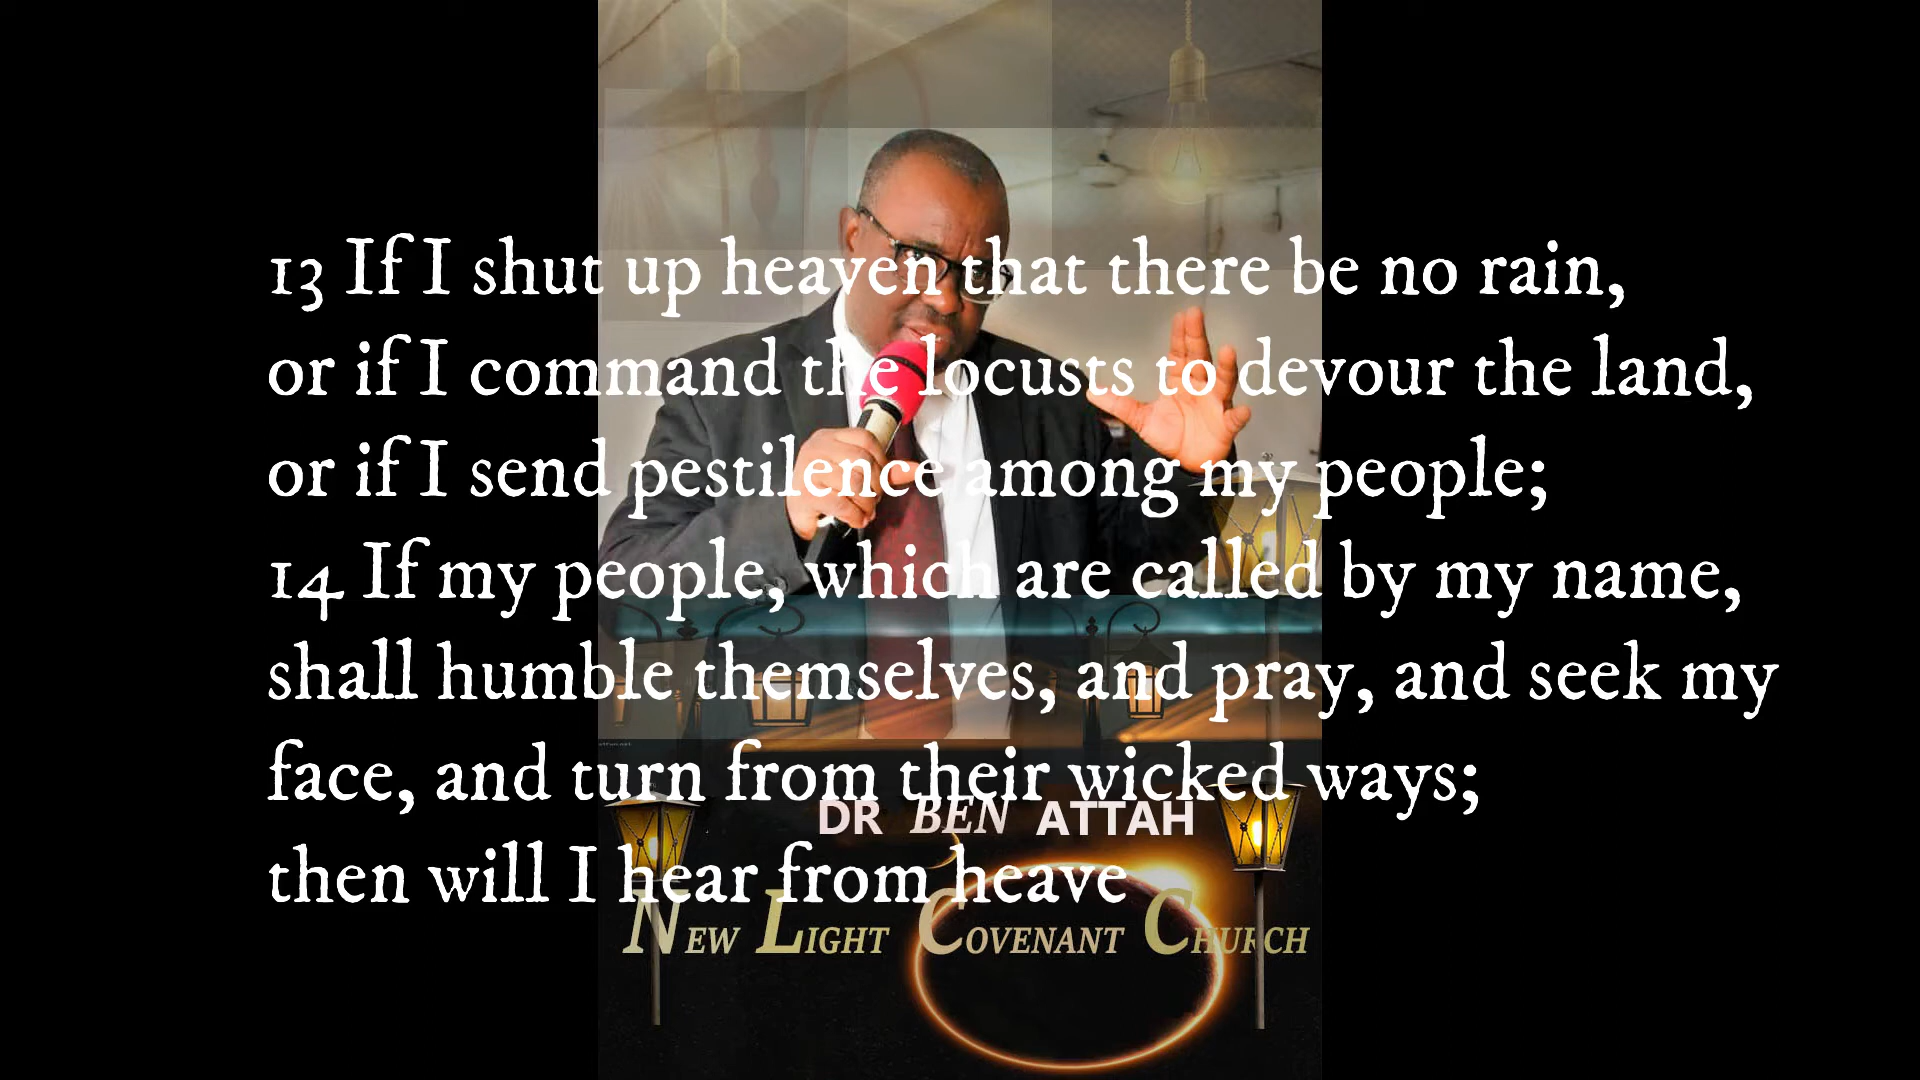 13 If I shut up heaven that there be no rain,
or if I command the locusts to devour the land,
or if I send pestilence among my people;
14 If my people, which are called by my name,
shall humble themselves, and pray, and seek my
face, and turn from their wicked ways;
DR BEN ATTAH
then will I hear from heave
NEW LIGHT COVENANT CHURCH